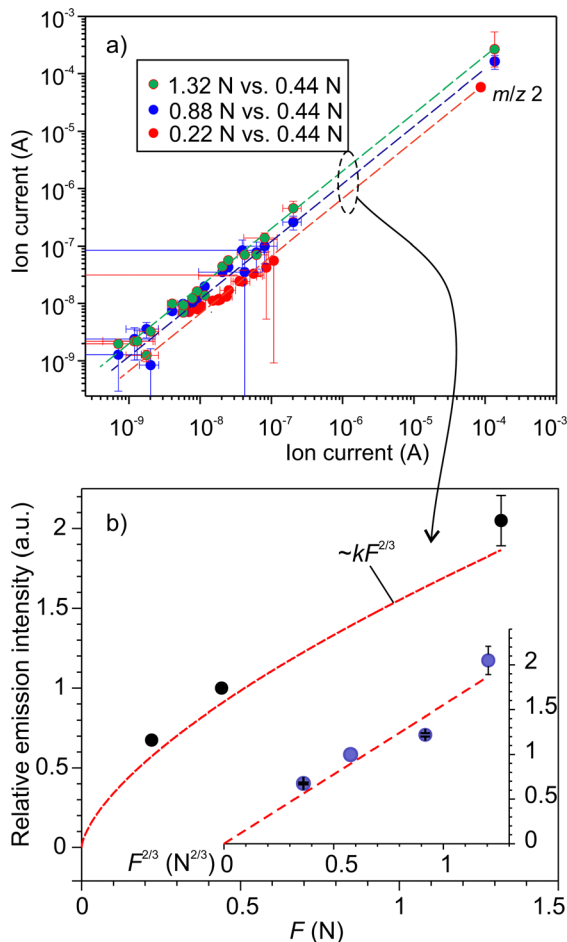 a)
1.32 N vs. 0.44 N
0.88 N vs. 0.44 N
0.22 N vs. 0.44 N
m/z 2
Ion current (A)
10⁻³
10⁻⁴
10⁻⁵
10⁻⁶
10⁻⁷
10⁻⁸
10⁻⁹
10⁻⁹ 10⁻⁸ 10⁻⁷ 10⁻⁶ 10⁻⁵ 10⁻⁴ 10⁻³
Ion current (A)
b)
~kF²/³
Relative emission intensity (a.u.)
2
1.5
1
0.5
0
2
1.5
1
0.5
0
F²/³ (N²/³)
0 0.5 1
0 0.5 1 1.5
F (N)